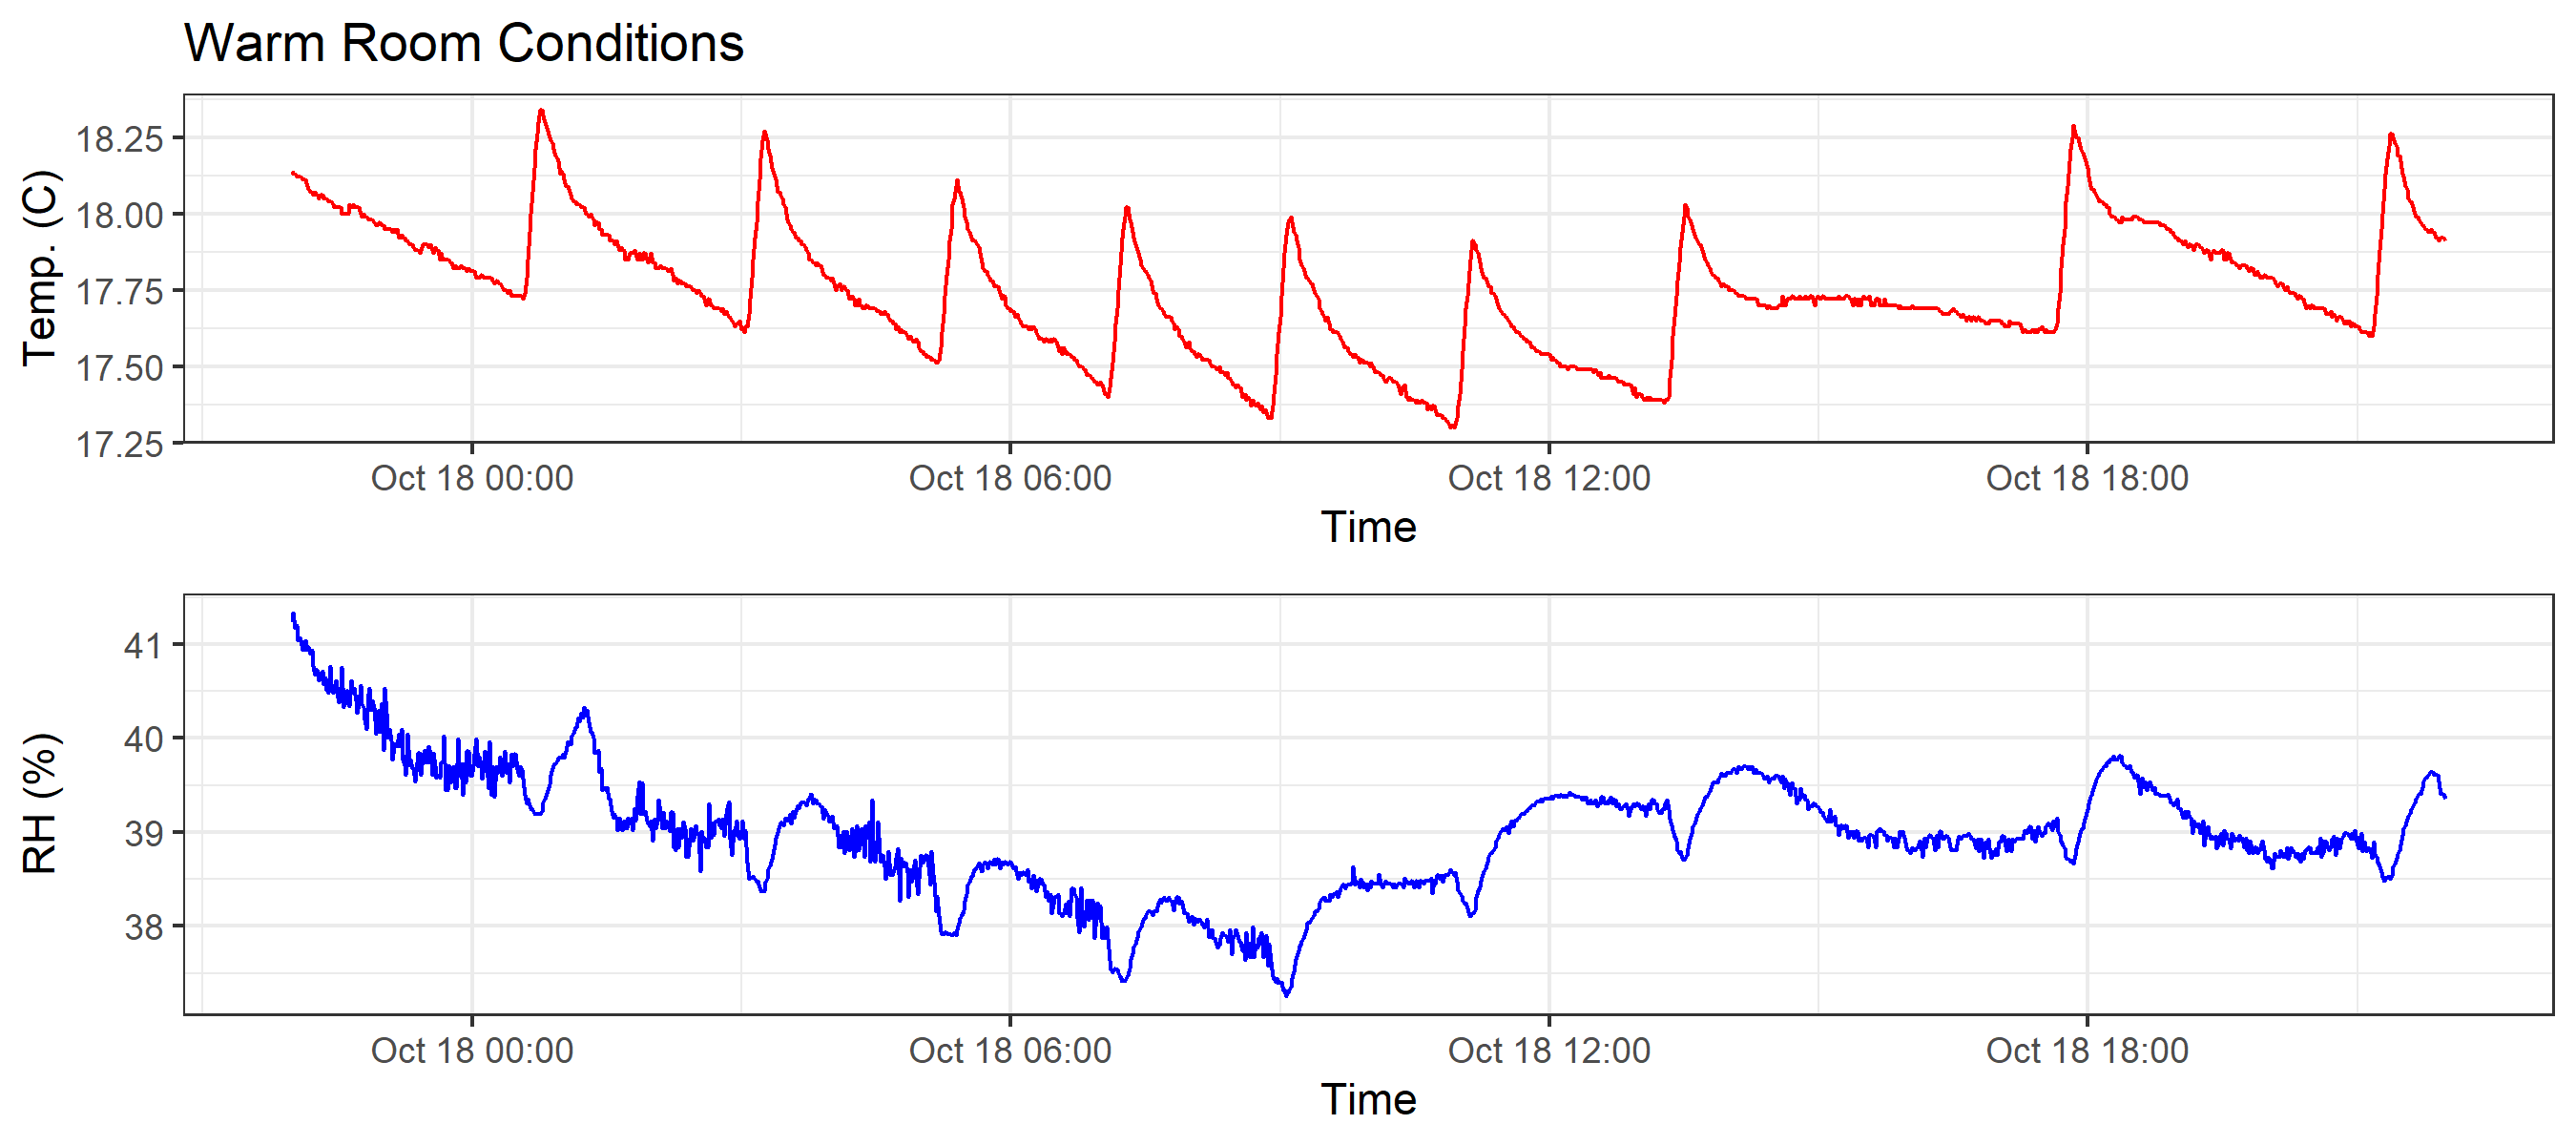 Warm Room Conditions
Temp. (C)
18.25
18.00
17.75
17.50
17.25
Oct 18 00:00 Oct 18 06:00 Oct 18 12:00 Oct 18 18:00
Time
RH (%)
41
40
39
38
Oct 18 00:00 Oct 18 06:00 Oct 18 12:00 Oct 18 18:00
Time